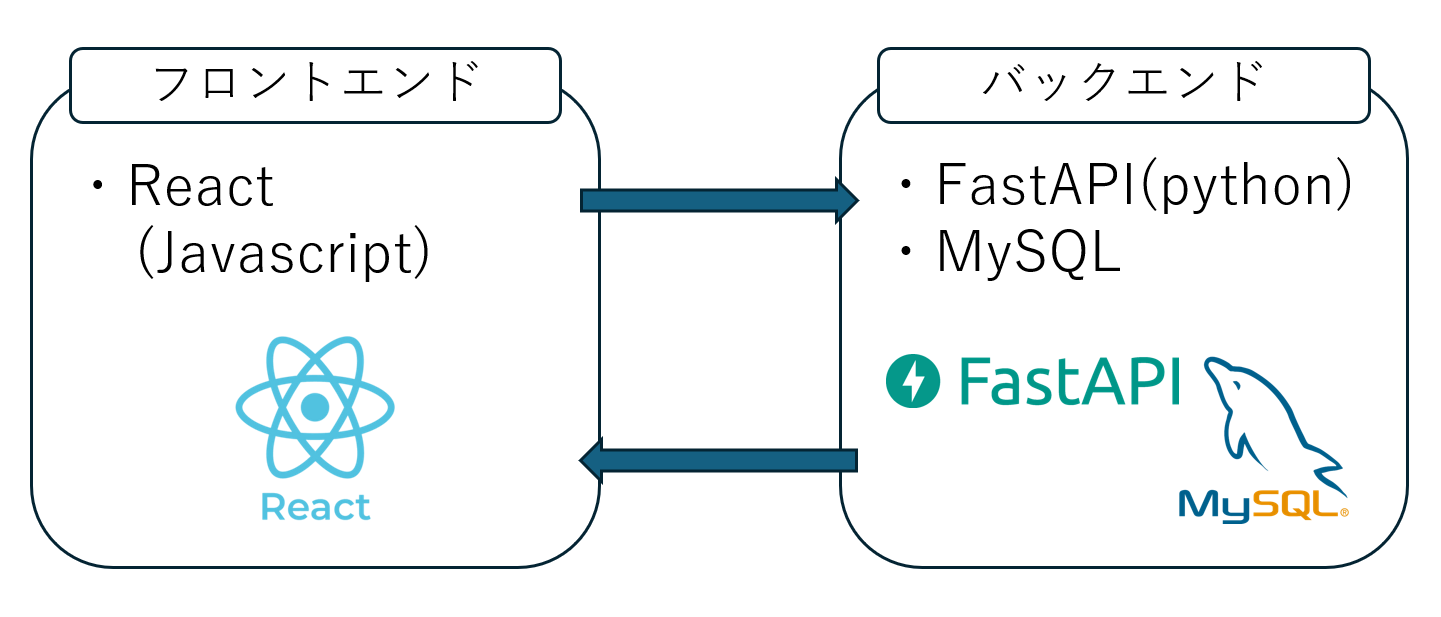 フロントエンド
・React
(Javascript)
React
バックエンド
・FastAPI(python)
・MySQL
FastAPI
MySQL®